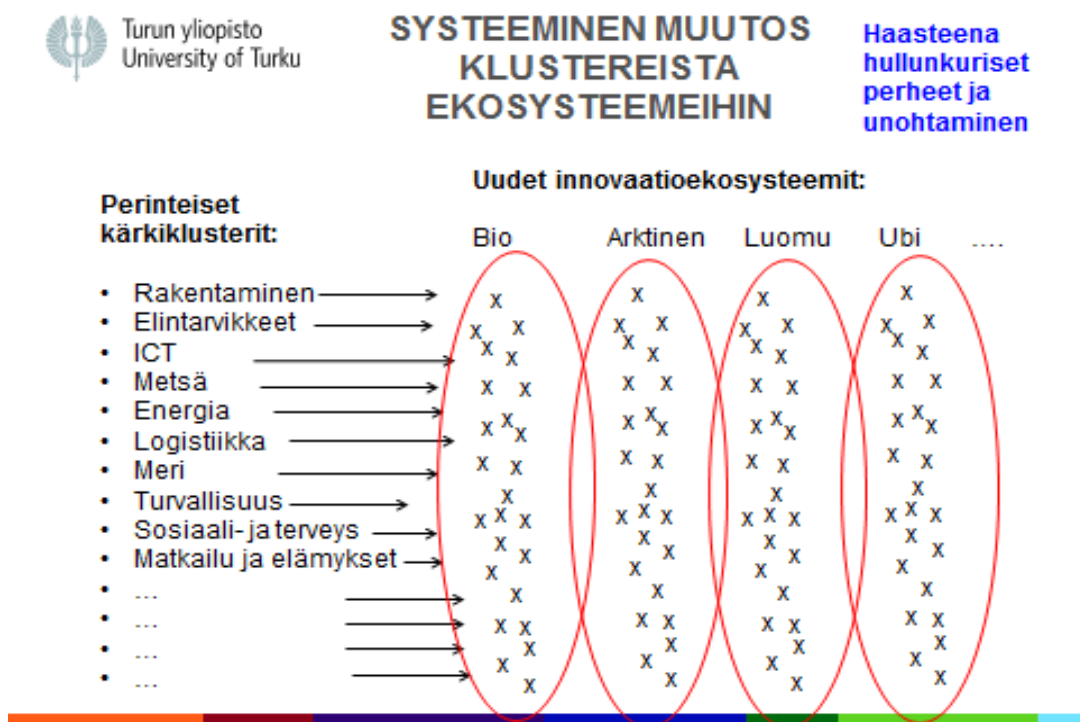 Turun yliopisto
University of Turku
SYSTEEMINEN MUUTOS
KLUSTEREISTA
EKOSYSTEEMEIHIN
Haasteena
hullunkuriset
perheet ja
unohtaminen
Uudet innovaatioekosysteemit:
Perinteiset
kärkiklusterit:
Bio Arktinen Luomu Ubi ....
• Rakentaminen
• Elintarvikkeet
• ICT
• Metsä
• Energia
• Logistiikka
• Meri
• Turvallisuus
• Sosiaali- ja terveys
• Matkailu ja elämykset
• ...
• ...
• ...
• ...